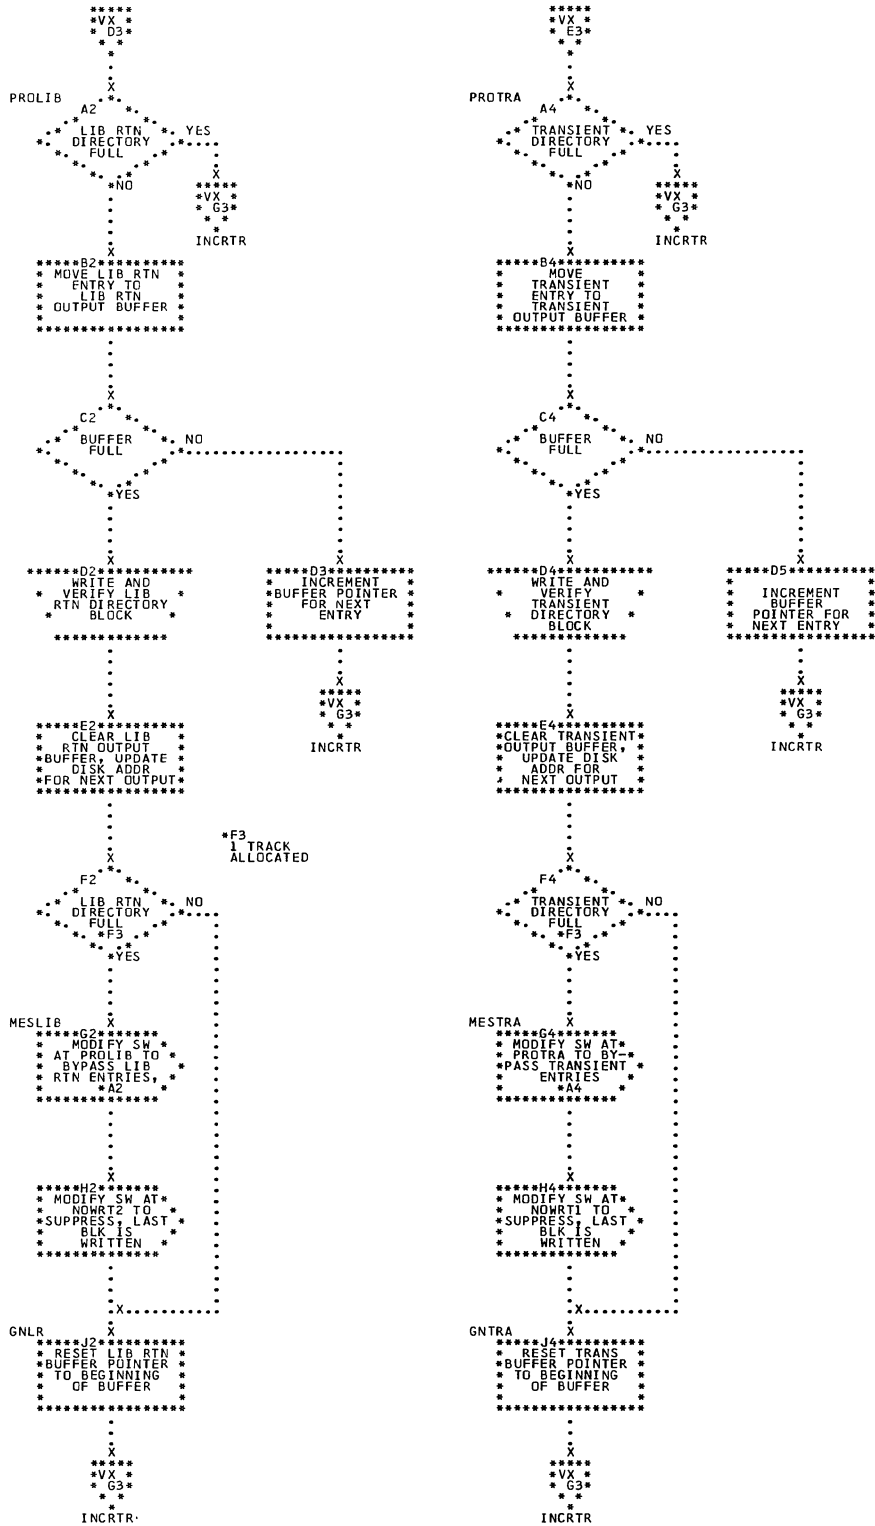 VX
D3
PROLIB
A2
LIB RTN
DIRECTORY
FULL
YES
*NO
VX
G3
INCRTR
B2
MOVE LIB RTN
ENTRY TO
LIB RTN
OUTPUT BUFFER
C2
BUFFER
FULL
NO
*YES
D2
WRITE AND
VERIFY LIB
RTN DIRECTORY
BLOCK
D3
INCREMENT
BUFFER POINTER
FOR NEXT
ENTRY
VX
G3
INCRTR
E2
CLEAR LIB
RTN OUTPUT
BUFFER, UPDATE
DISK ADDR
FOR NEXT OUTPUT
*F3
1 TRACK
ALLOCATED
F2
LIB RTN
DIRECTORY
FULL
*F3
NO
*YES
MESLIB
G2
MODIFY SW
AT PROLIB TO
BYPASS LIB
RTN ENTRIES,
*A2
H2
MODIFY SW AT
NOWRT2 TO
SUPPRESS, LAST
BLK IS
WRITTEN
GNLR
J2
RESET LIB RTN
BUFFER POINTER
TO BEGINNING
OF BUFFER
VX
G3
INCRTR
VX
E3
PROTRA
A4
TRANSIENT
DIRECTORY
FULL
YES
*NO
VX
G3
INCRTR
B4
MOVE
TRANSIENT
ENTRY TO
TRANSIENT
OUTPUT BUFFER
C4
BUFFER
FULL
NO
*YES
D4
WRITE AND
VERIFY
TRANSIENT
DIRECTORY
BLOCK
D5
INCREMENT
BUFFER
POINTER FOR
NEXT ENTRY
VX
G3
INCRTR
E4
CLEAR TRANSIENT
OUTPUT BUFFER,
UPDATE DISK
ADDR FOR
NEXT OUTPUT
F4
TRANSIENT
DIRECTORY
FULL
*F3
NO
*YES
MESTRA
G4
MODIFY SW AT
PROTRA TO BY-
PASS TRANSIENT
ENTRIES
*A4
H4
MODIFY SW AT
NOWRT1 TO
SUPPRESS, LAST
BLK IS
WRITTEN
GNTRA
J4
RESET TRANS
BUFFER POINTER
TO BEGINNING
OF BUFFER
VX
G3
INCRTR